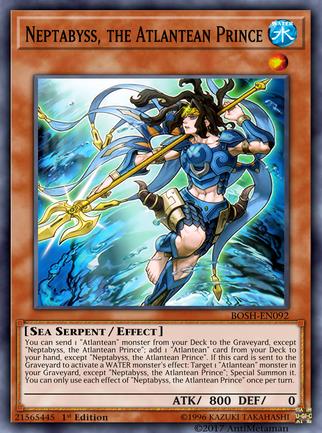 Neptabyss, the Atlantean Prince
WATER
水
BOSH-EN092
[Sea Serpent / Effect]
You can send 1 "Atlantean" monster from your Deck to the Graveyard, except
"Neptabyss, the Atlantean Prince"; add 1 "Atlantean" card from your Deck to
your hand, except "Neptabyss, the Atlantean Prince". If this card is sent to the
Graveyard to activate a WATER monster's effect: Target 1 "Atlantean" monster in
your Graveyard, except "Neptabyss, the Atlantean Prince"; Special Summon it.
You can only use each effect of "Neptabyss, the Atlantean Prince" once per turn.
ATK/ 800 DEF/ 0
21565445 1st Edition ©1996 KAZUKI TAKAHASHI
©2017 AntiMetaman